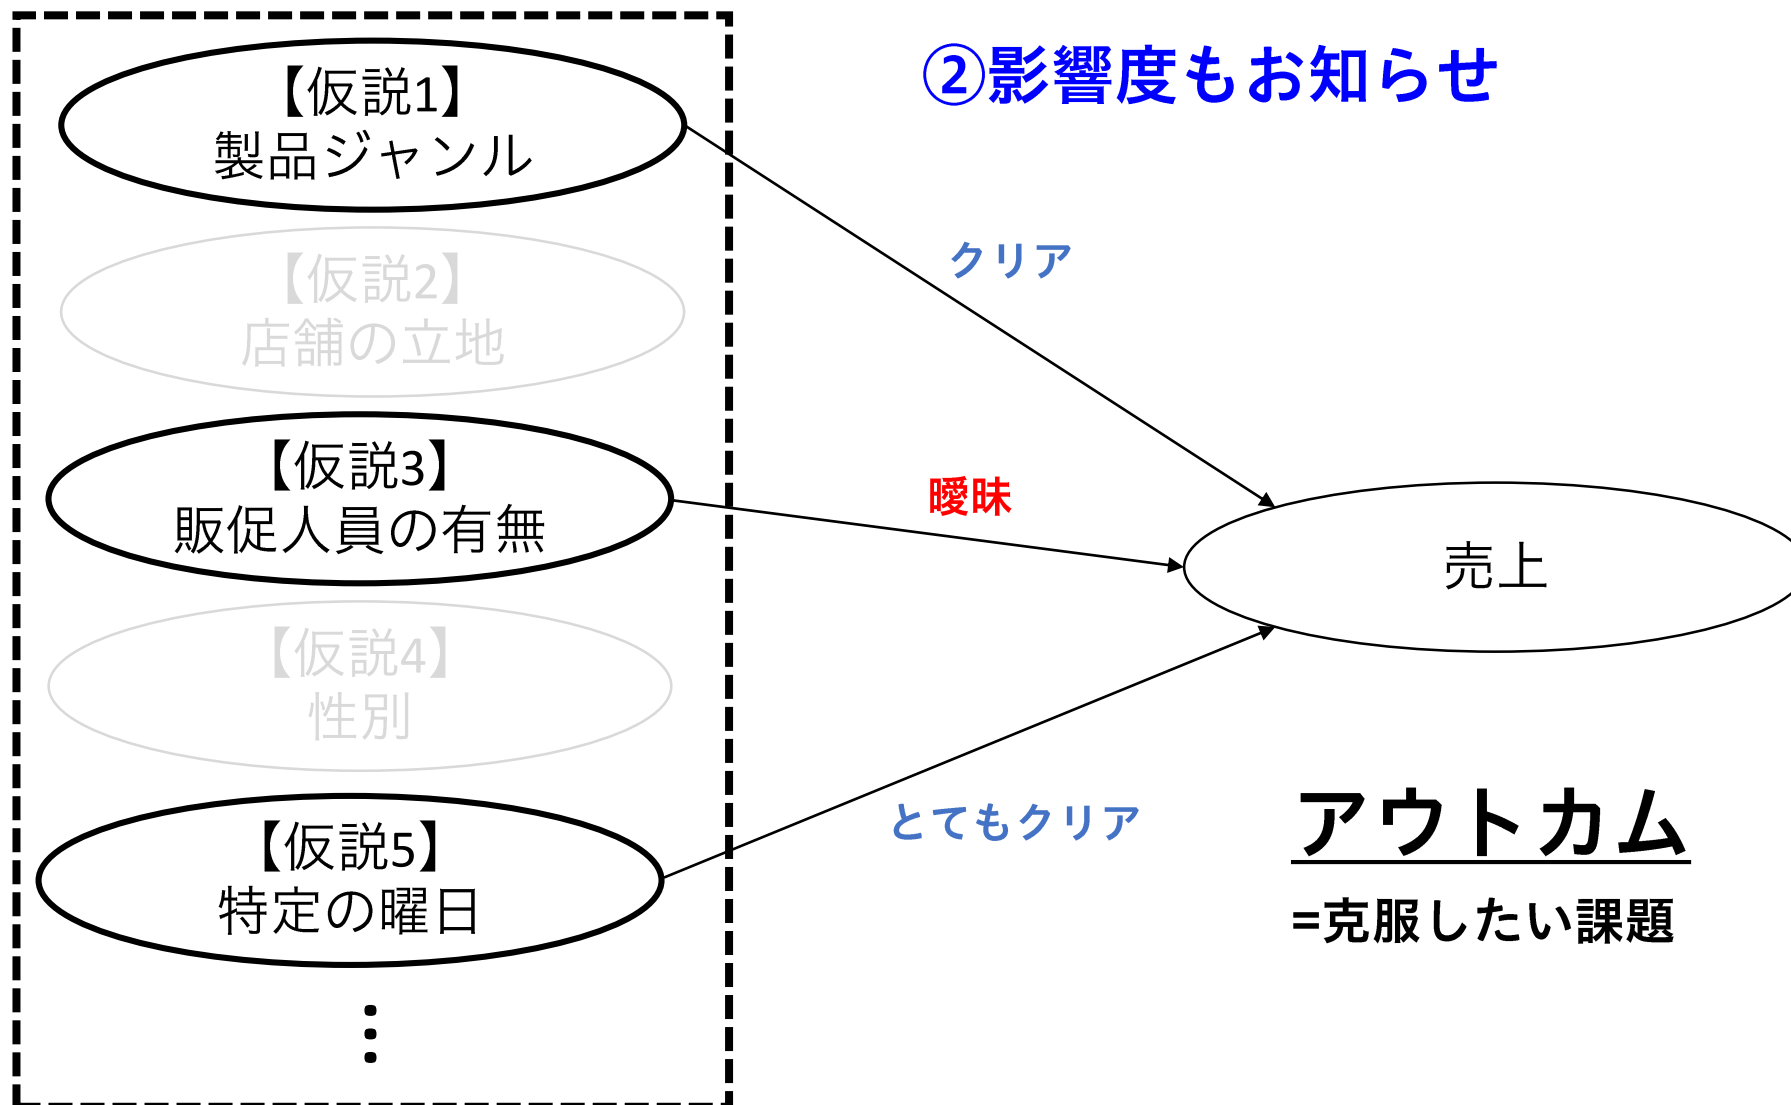 ②影響度もお知らせ
【仮説1】
製品ジャンル
【仮説2】
店舗の立地
【仮説3】
販促人員の有無
【仮説4】
性別
【仮説5】
特定の曜日
クリア
曖昧
とてもクリア
売上
アウトカム
=克服したい課題